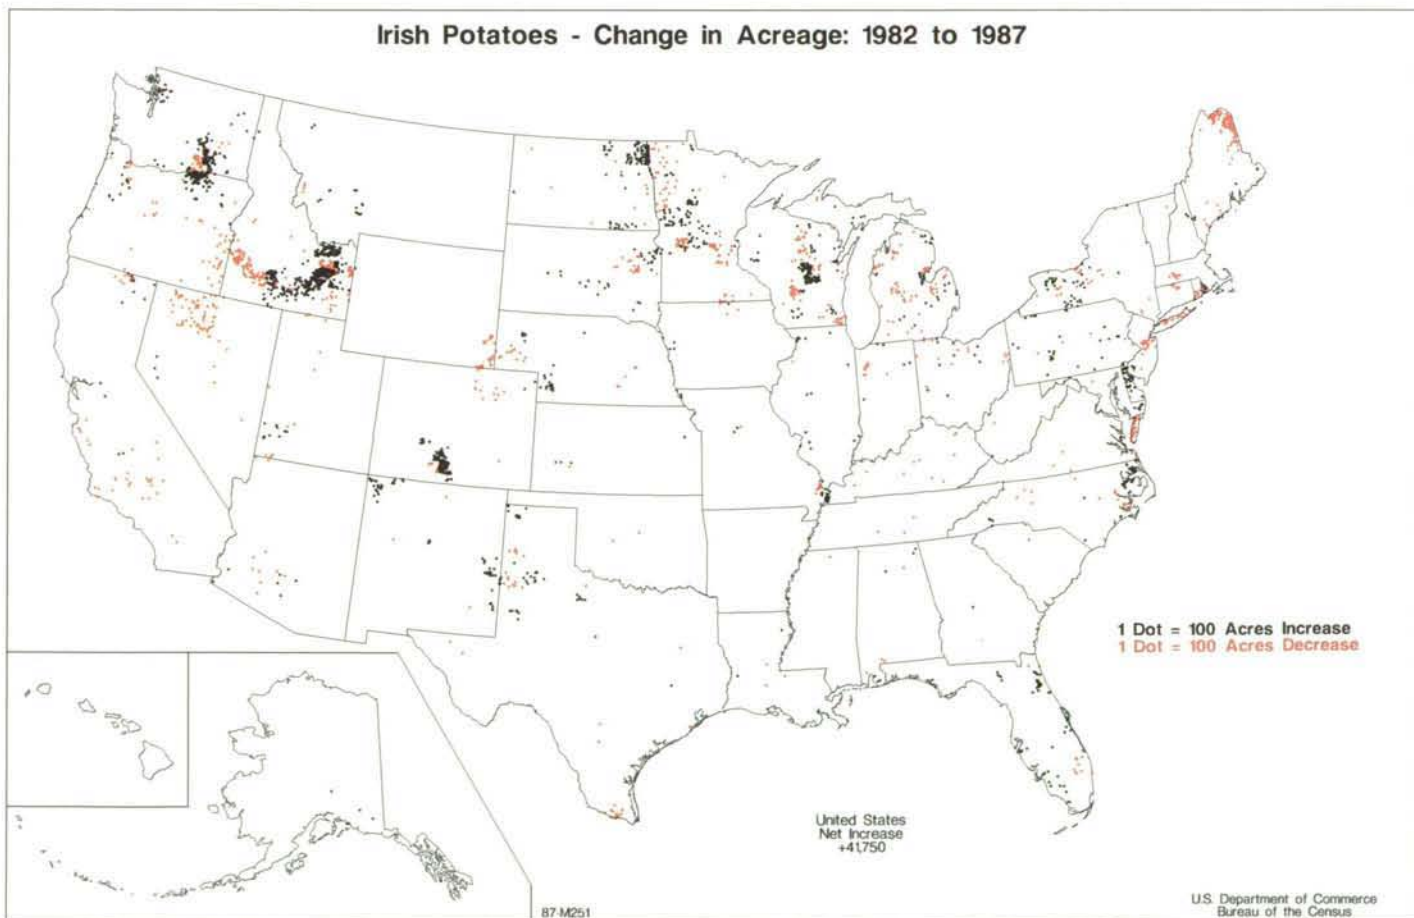 Irish Potatoes - Change in Acreage: 1982 to 1987
1 Dot = 100 Acres Increase
1 Dot = 100 Acres Decrease
United States
Net Increase
+41,750
87-M251
U.S. Department of Commerce
Bureau of the Census